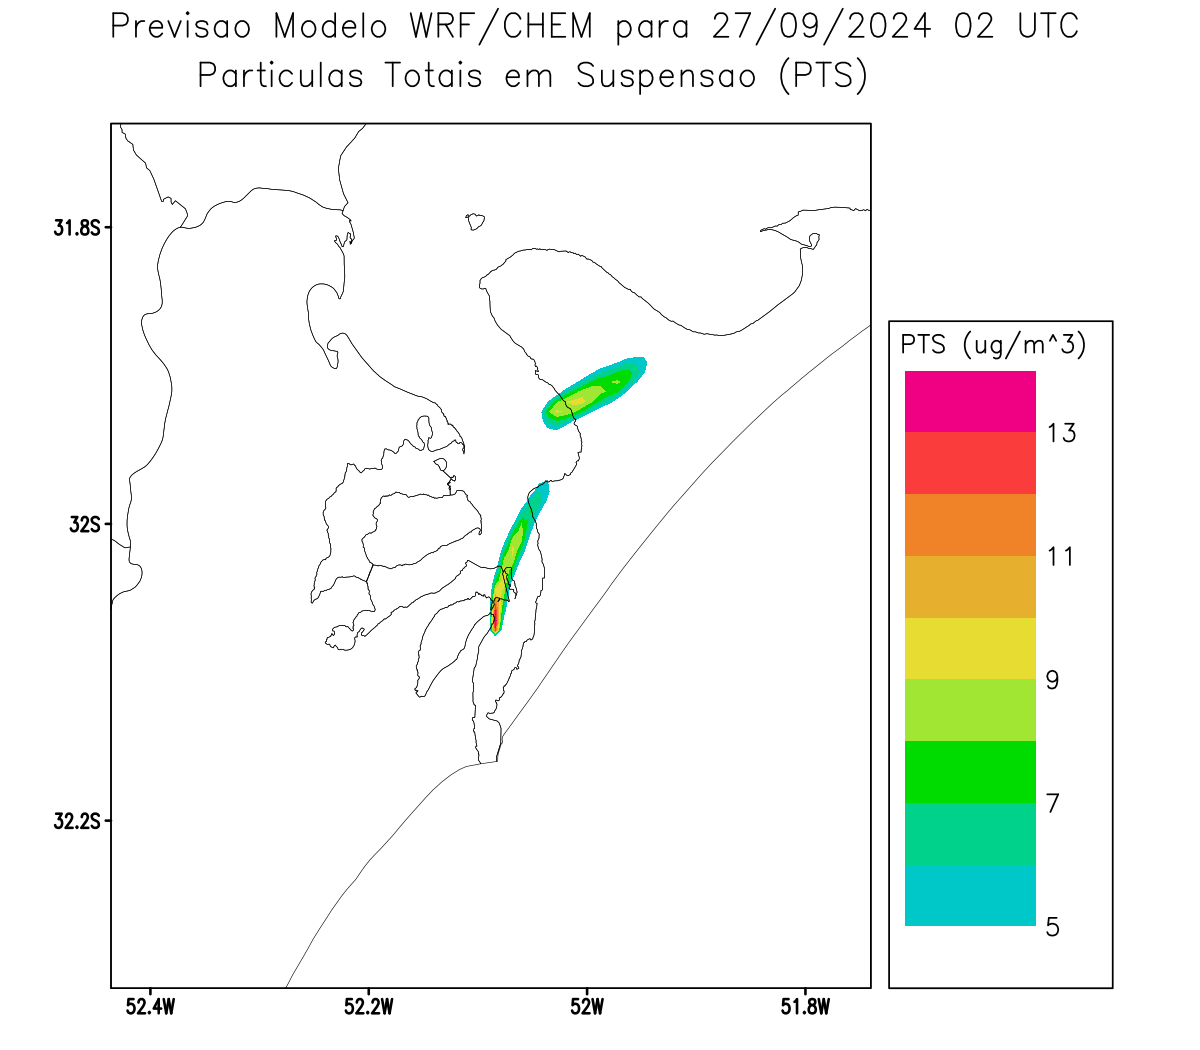 Previsao Modelo WRF/CHEM para 27/09/2024 02 UTC
Particulas Totais em Suspensao (PTS)
31.8S
32S
32.2S
52.4W
52.2W
52W
51.8W
PTS (ug/m^3)
13
11
9
7
5